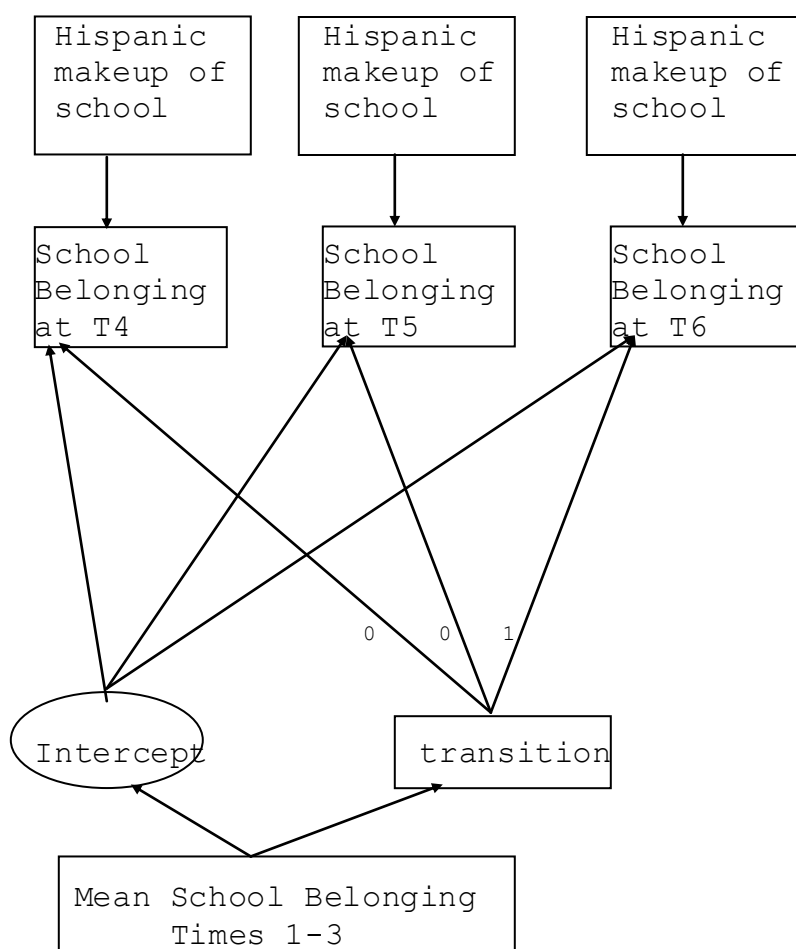 Hispanic
makeup of
school
Hispanic
makeup of
school
Hispanic
makeup of
school
School
Belonging
at T4
School
Belonging
at T5
School
Belonging
at T6
0 0 1
Intercept
transition
Mean School Belonging
Times 1-3